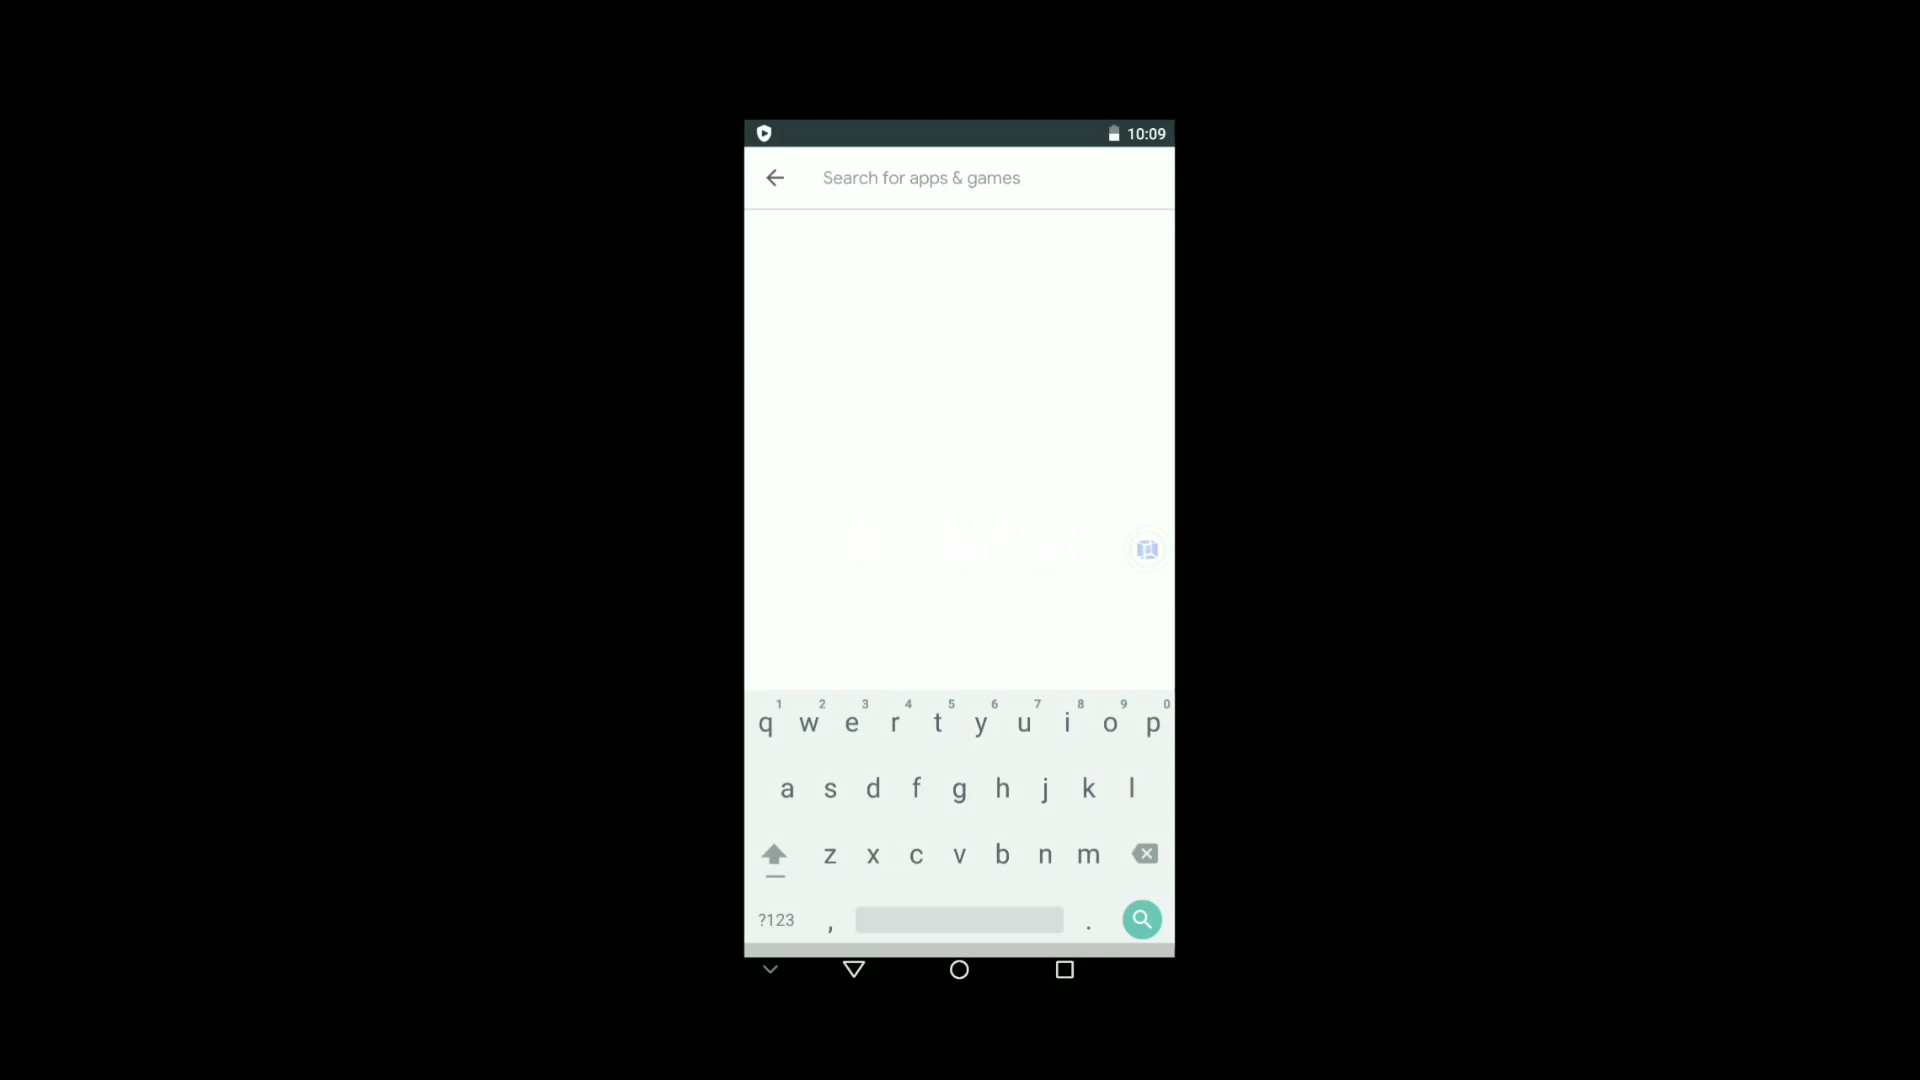 10:09
Search for apps & games
1 2 3 4 5 6 7 8 9 0
q w e r t y u i o p
a s d f g h j k l
z x c v b n m
?123 , .